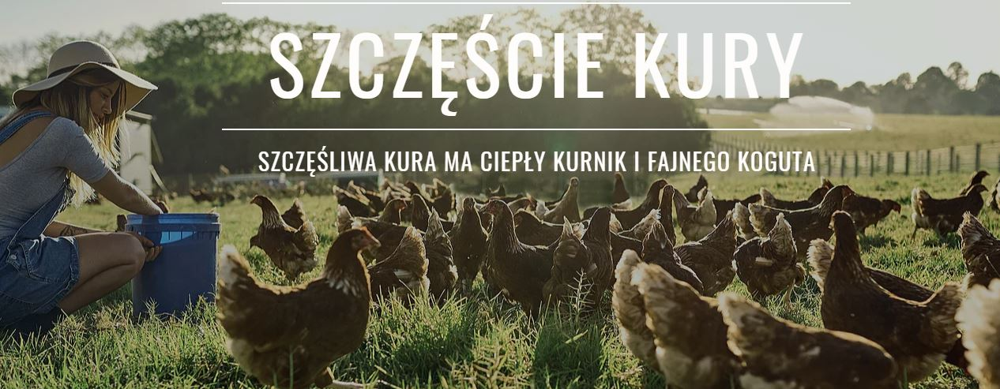 SZCZĘŚCIE KURY
SZCZĘŚLIWA KURA MA CIEPŁY KURNIK I FAJNEGO KOGUTA